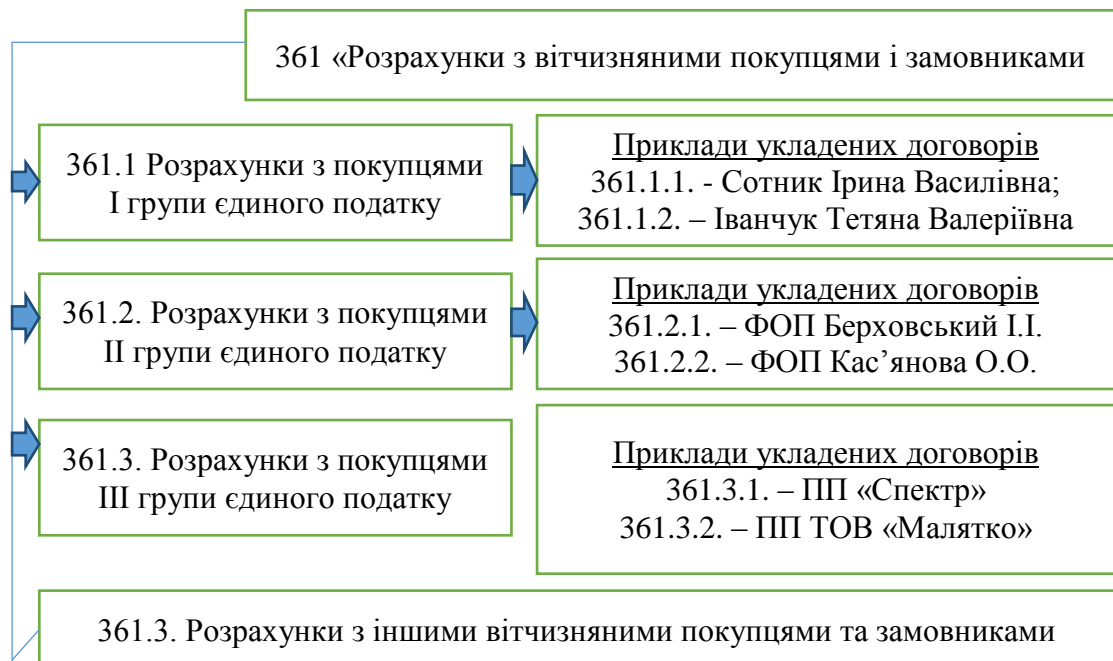 361 «Розрахунки з вітчизняними покупцями і замовниками
361.1 Розрахунки з покупцями
І групи єдиного податку
Приклади укладених договорів
361.1.1. - Сотник Ірина Василівна;
361.1.2. – Іванчук Тетяна Валеріївна
361.2. Розрахунки з покупцями
ІІ групи єдиного податку
Приклади укладених договорів
361.2.1. – ФОП Берховський І.І.
361.2.2. – ФОП Кас’янова О.О.
361.3. Розрахунки з покупцями
ІІІ групи єдиного податку
Приклади укладених договорів
361.3.1. – ПП «Спектр»
361.3.2. – ПП ТОВ «Малятко»
361.3. Розрахунки з іншими вітчизняними покупцями та замовниками